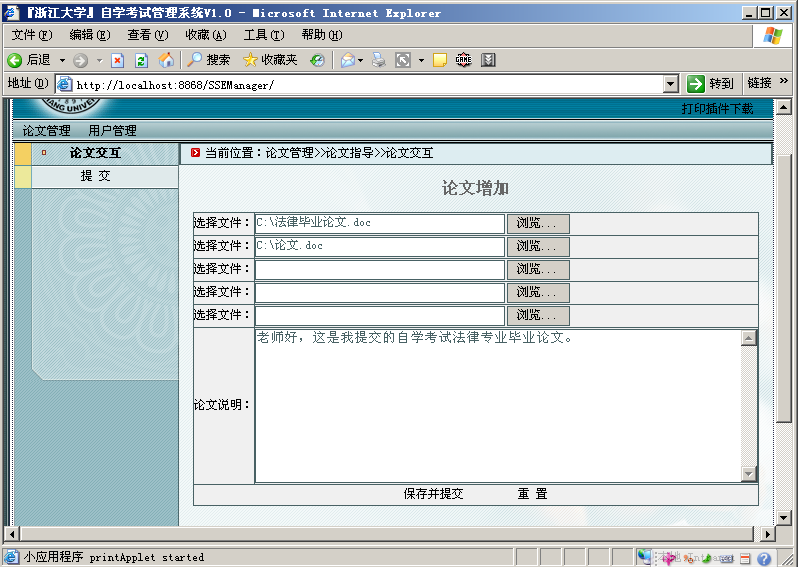 『浙江大学』自学考试管理系统V1.0 - Microsoft Internet Explorer
文件(F) 编辑(E) 查看(V) 收藏(A) 工具(T) 帮助(H)
后退 搜索 收藏夹 GAME
地址(D) http://localhost:8868/SSEManager/ 转到 链接 »
打印插件下载
论文管理 用户管理
论文交互 当前位置：论文管理>>论文指导>>论文交互
提 交
论文增加
选择文件： C:\法律毕业论文.doc 浏览...
选择文件： C:\论文.doc 浏览...
选择文件： 浏览...
选择文件： 浏览...
选择文件： 浏览...
老师好，这是我提交的自学考试法律专业毕业论文。
论文说明：
保存并提交 重 置
小应用程序 printApplet started